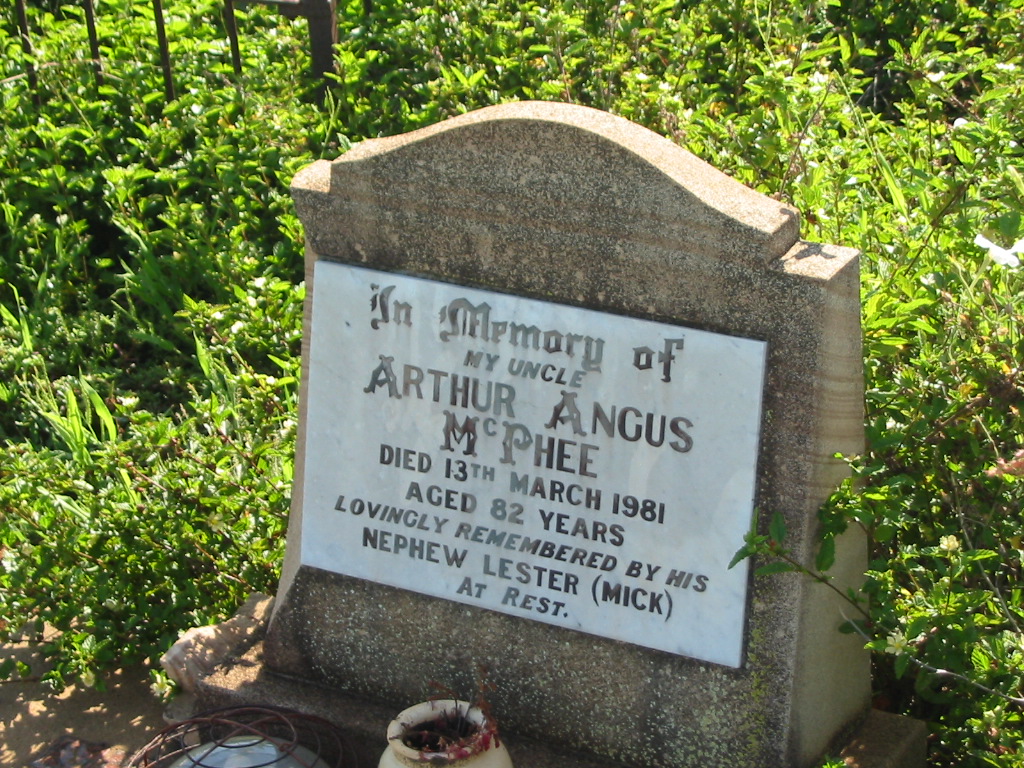 In Memory of
MY UNCLE
ARTHUR ANGUS
McPHEE
DIED 13TH MARCH 1981
AGED 82 YEARS
LOVINGLY REMEMBERED BY HIS
NEPHEW LESTER (MICK)
AT REST.